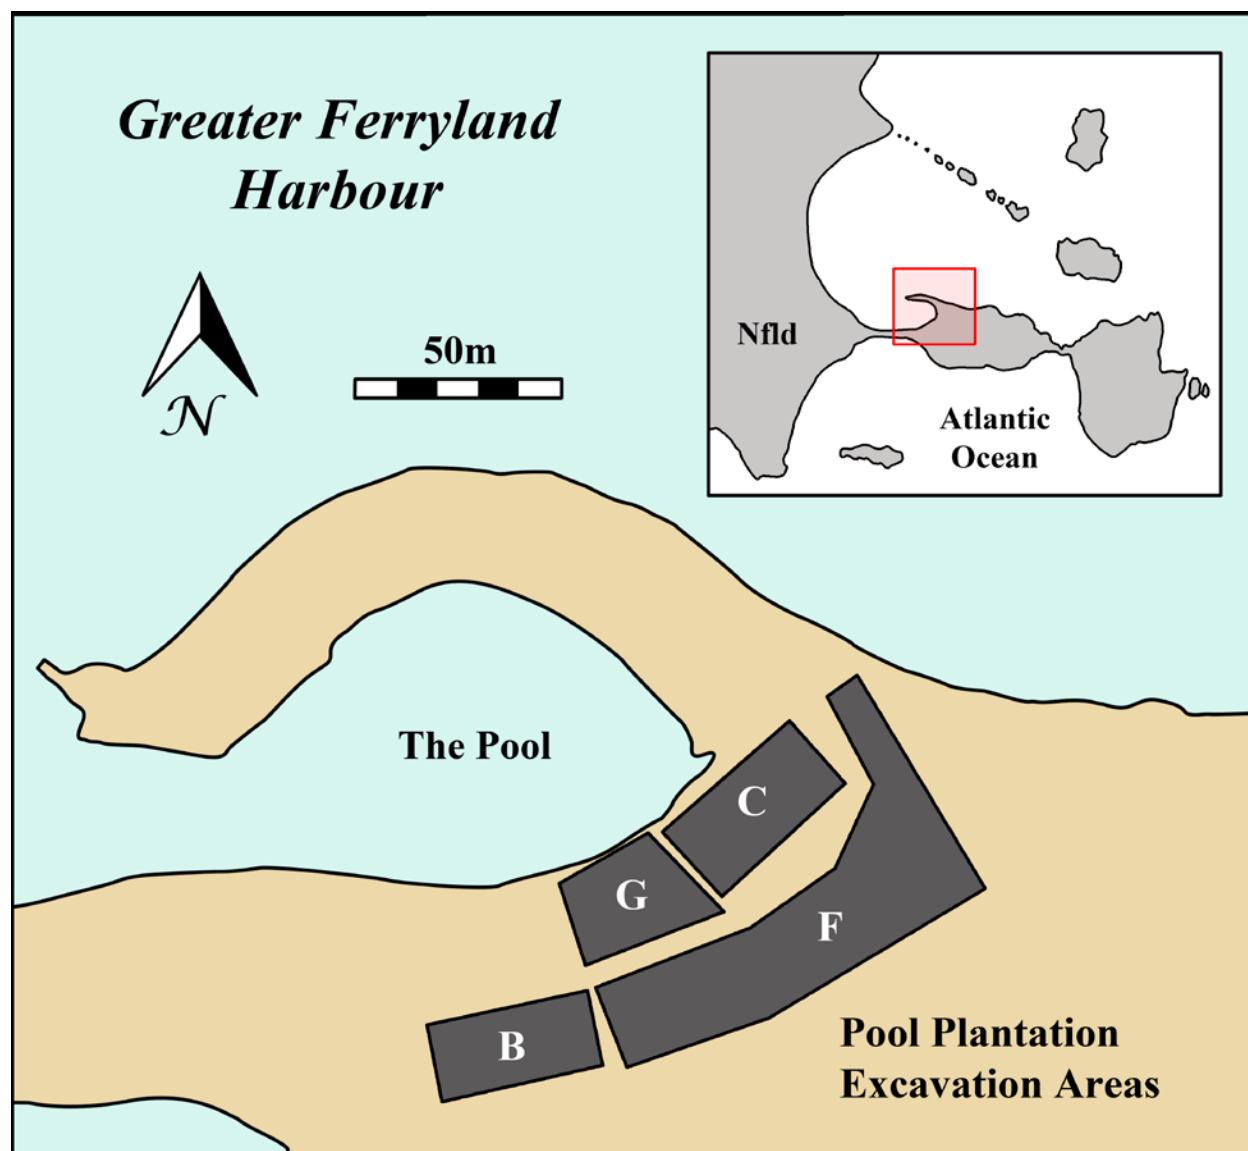 Greater Ferryland
Harbour
N
50m
Nfld
Atlantic
Ocean
The Pool
C
G
F
B
Pool Plantation
Excavation Areas